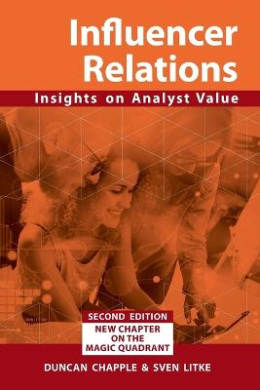 Influencer
Relations
Insights on Analyst Value
SECOND EDITION
NEW CHAPTER
ON THE
MAGIC QUADRANT
DUNCAN CHAPPLE & SVEN LITKE